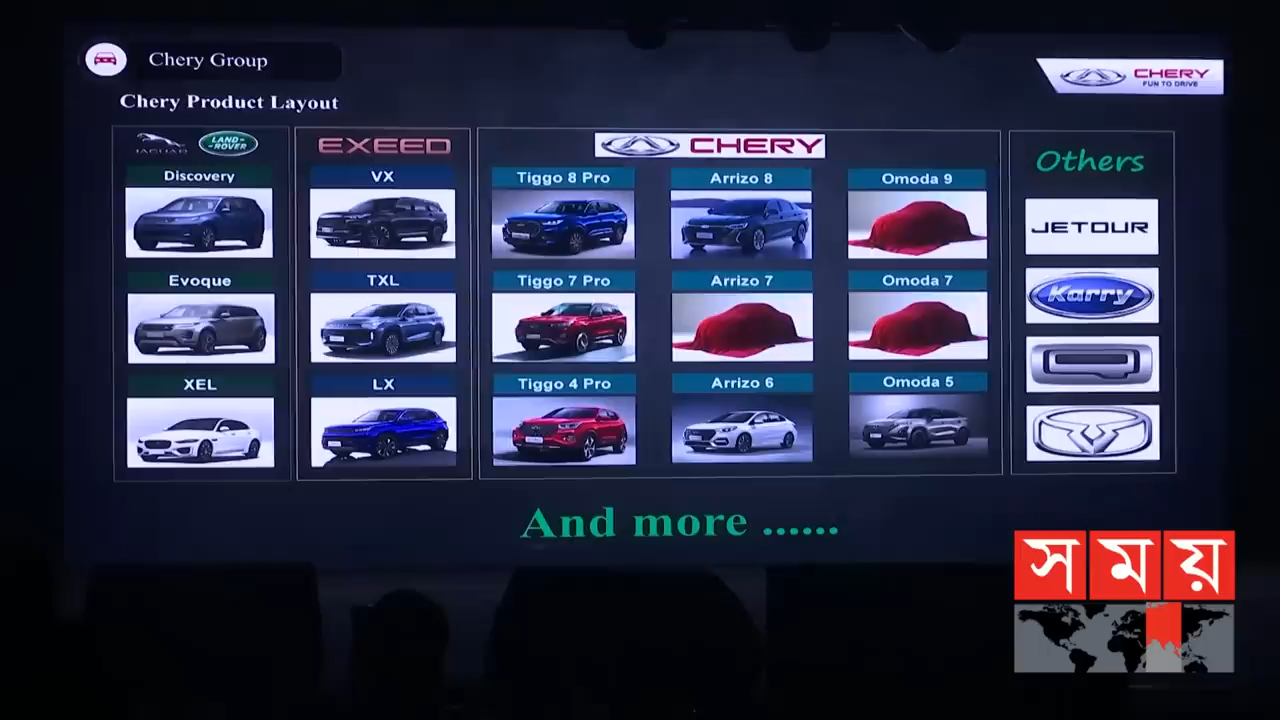 Chery Group
CHERY
FUN TO DRIVE
Chery Product Layout
JAGUAR
LAND-
ROVER
EXEED
CHERY
Others
Discovery
VX
Tiggo 8 Pro
Arrizo 8
Omoda 9
JETOUR
Evoque
TXL
Tiggo 7 Pro
Arrizo 7
Omoda 7
Karry
XEL
LX
Tiggo 4 Pro
Arrizo 6
Omoda 5
And more ......
সময়